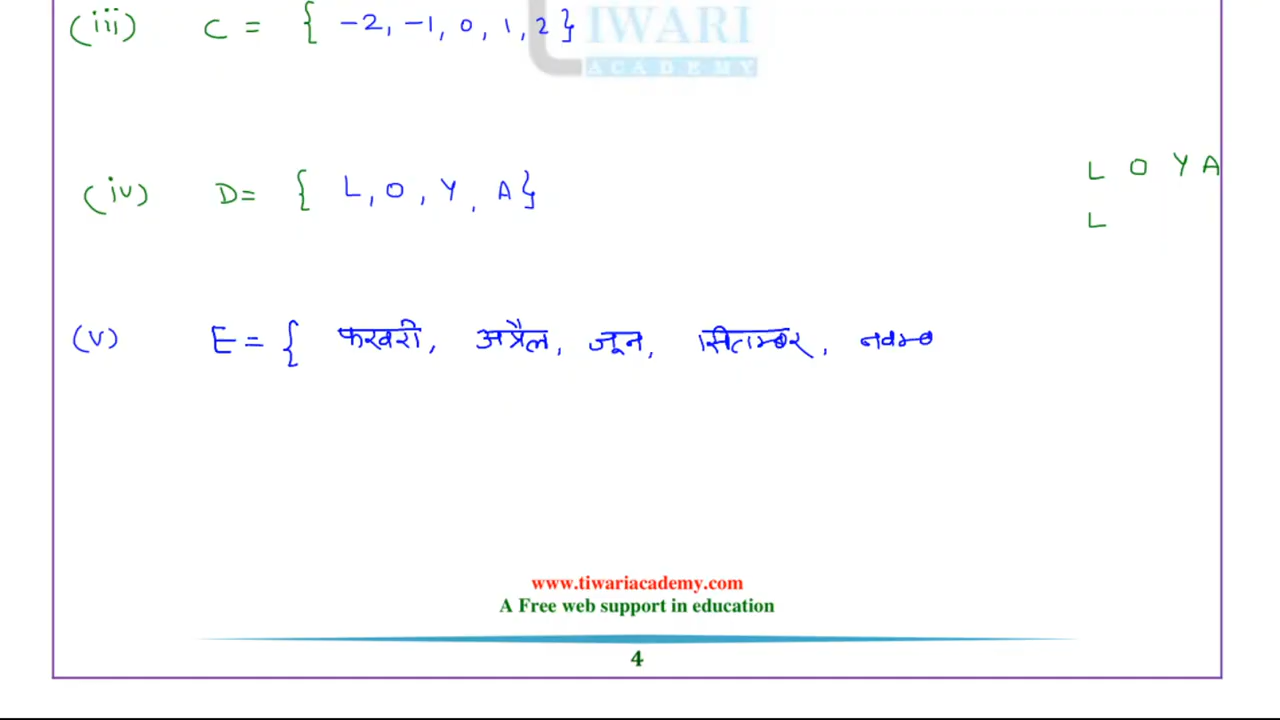 (iii) C = { -2, -1, 0, 1, 2}
IWARI
ACADEMY
L O Y A
(iv) D= { L, O, Y, A}
L
(v) E = { फरवरी, अप्रैल, जून, सितम्बर, नवम्ब
www.tiwariacademy.com
A Free web support in education
4